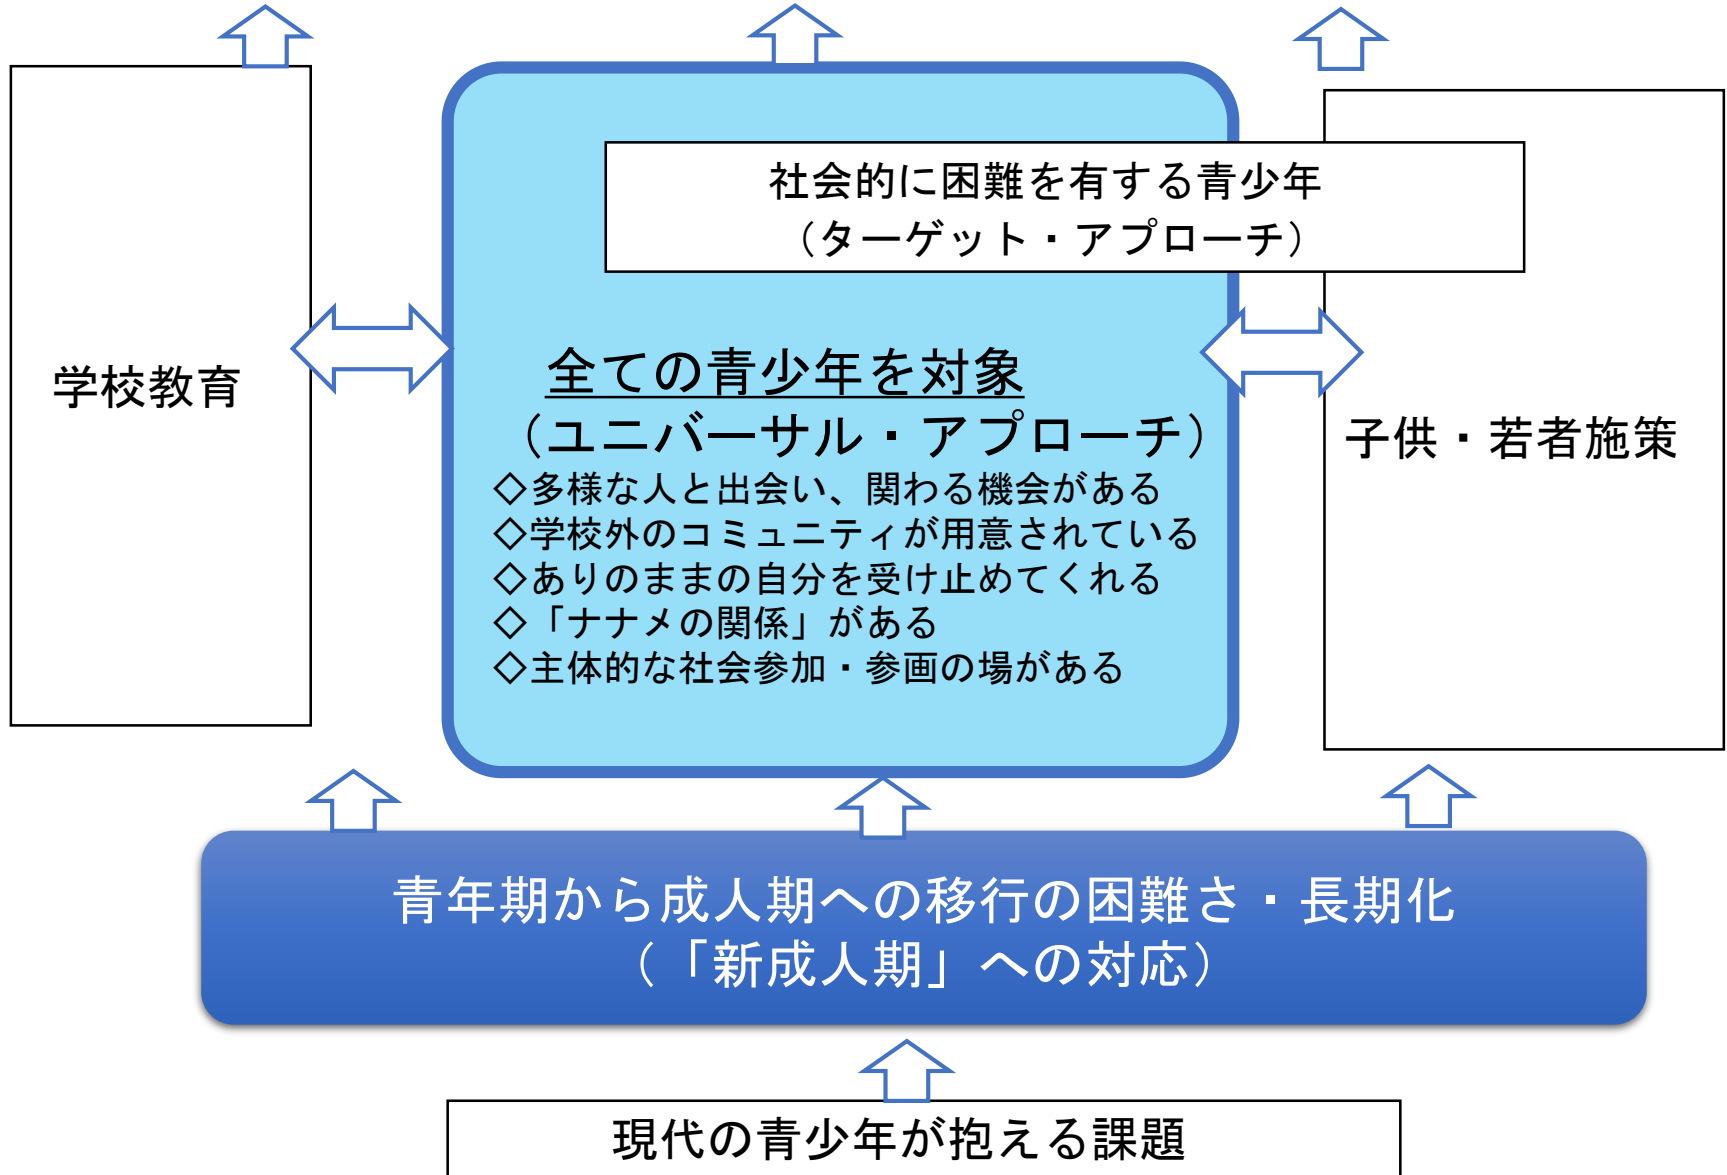 社会的に困難を有する青少年
（ターゲット・アプローチ）
学校教育
全ての青少年を対象
（ユニバーサル・アプローチ）
◇多様な人と出会い、関わる機会がある
◇学校外のコミュニティが用意されている
◇ありのままの自分を受け止めてくれる
◇「ナナメの関係」がある
◇主体的な社会参加・参画の場がある
子供・若者施策
青年期から成人期への移行の困難さ・長期化
（「新成人期」への対応）
現代の青少年が抱える課題